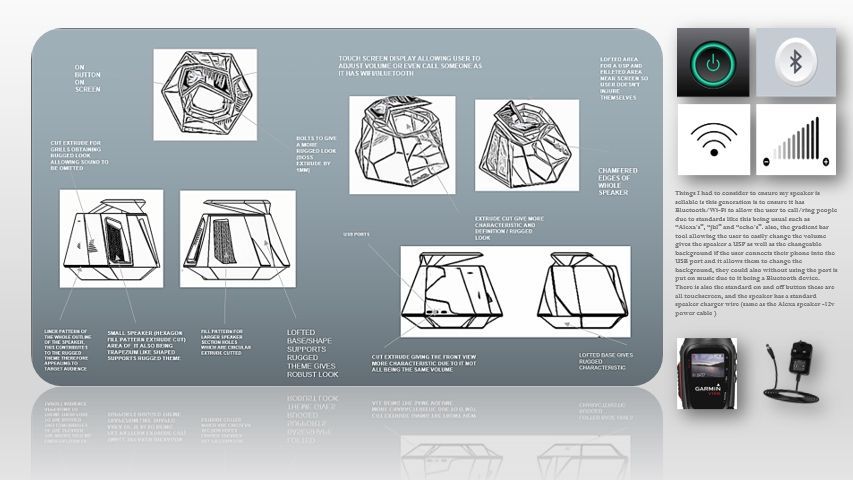 ON
BUTTON
ON
SCREEN
TOUCH SCREEN DISPLAY ALLOWING USER TO
ADJUST VOLUME OR EVEN CALL SOMEONE AS
IT HAS WIFI/BLUETOOTH
LOFTED AREA
FOR A USP AND
FILLETED AREA
NEAR SCREEN SO
USER DOESN'T
INJURE
THEMSELVES
CUT EXTRUDE FOR
GRILLS OBTAINING
RUGGED LOOK
ALLOWING SOUND TO
BE OMITTED
BOLTS TO GIVE
A MORE
RUGGED LOOK
(BOSS
EXTRUDE BY
1MM)
CHAMFERED
EDGES OF
WHOLE
SPEAKER
EXTRUDE CUT GIVE MORE
CHARACTERISTIC AND
DEFINITION / RUGGED
LOOK
USB PORTS
LINER PATTERN OF
THE WHOLE OUTLINE
OF THE SPEAKER,
THIS CONTRIBUTES
TO THE RUGGED
THEME THEREFORE
APPEALING TO
TARGET AUDIENCE
SMALL SPEAKER (HEXAGON
FILL PATTERN EXTRUDE CUT)
AREA OF IT ALSO BEING
TRAPEZIUM LIKE SHAPED
SUPPORTS RUGGED THEME
FILL PATTERN FOR
LARGER SPEAKER
SECTION HOLES
WHICH ARE CIRCULAR
EXTRUDE CUTTED
LOFTED
BASE/SHAPE
SUPPORTS
RUGGED
THEME GIVES
ROBUST LOOK
CUT EXTRUDE GIVING THE FRONT VIEW
MORE CHARACTERISTIC DUE TO IT NOT
ALL BEING THE SAME VOLUME
LOFTED BASE GIVES
RUGGED
CHARACTERISTIC
Things I had to consider to ensure my speaker is
sellable is this generation is to ensure it has
Bluetooth/Wi-Fi to allow the user to call/ring people
due to standards like this being usual such as
"Alexa's", "jbl" and "echo's". also, the gradient bar
tool allowing the user to easily change the volume
gives the speaker a USP as well as the changeable
background if the user connects their phone into the
USB port and it allows them to change the
background, they could also without using the port is
put on music due to it being a Bluetooth device.
There is also the standard on and off button these are
all touchscreen, and the speaker has a standard
speaker charger wire (same as the Alexa speaker -12v
power cable )
GARMIN
VIRB